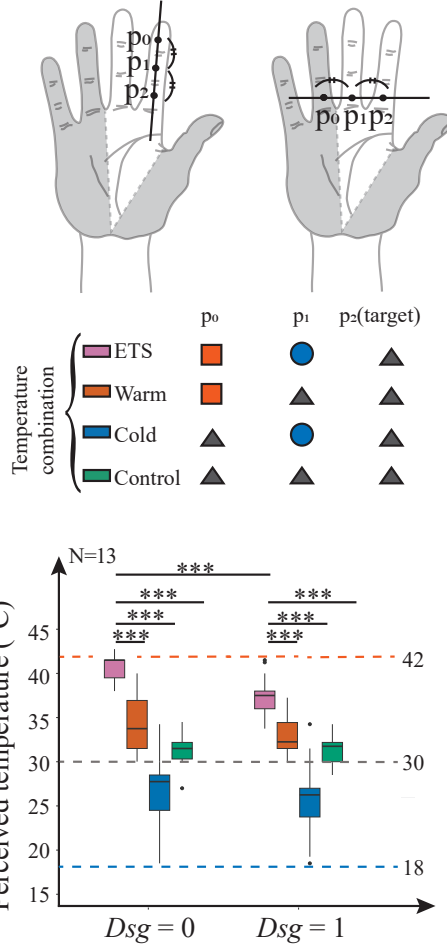 p₀
p₁
p₂
p₀ p₁ p₂
p₀ p₁ p₂(target)
Temperature
combination
ETS
Warm
Cold
Control
N=13
***
***
***
***
***
***
***
Perceived temperature (°C)
45
40
35
30
25
20
15
42
30
18
Dsg = 0
Dsg = 1